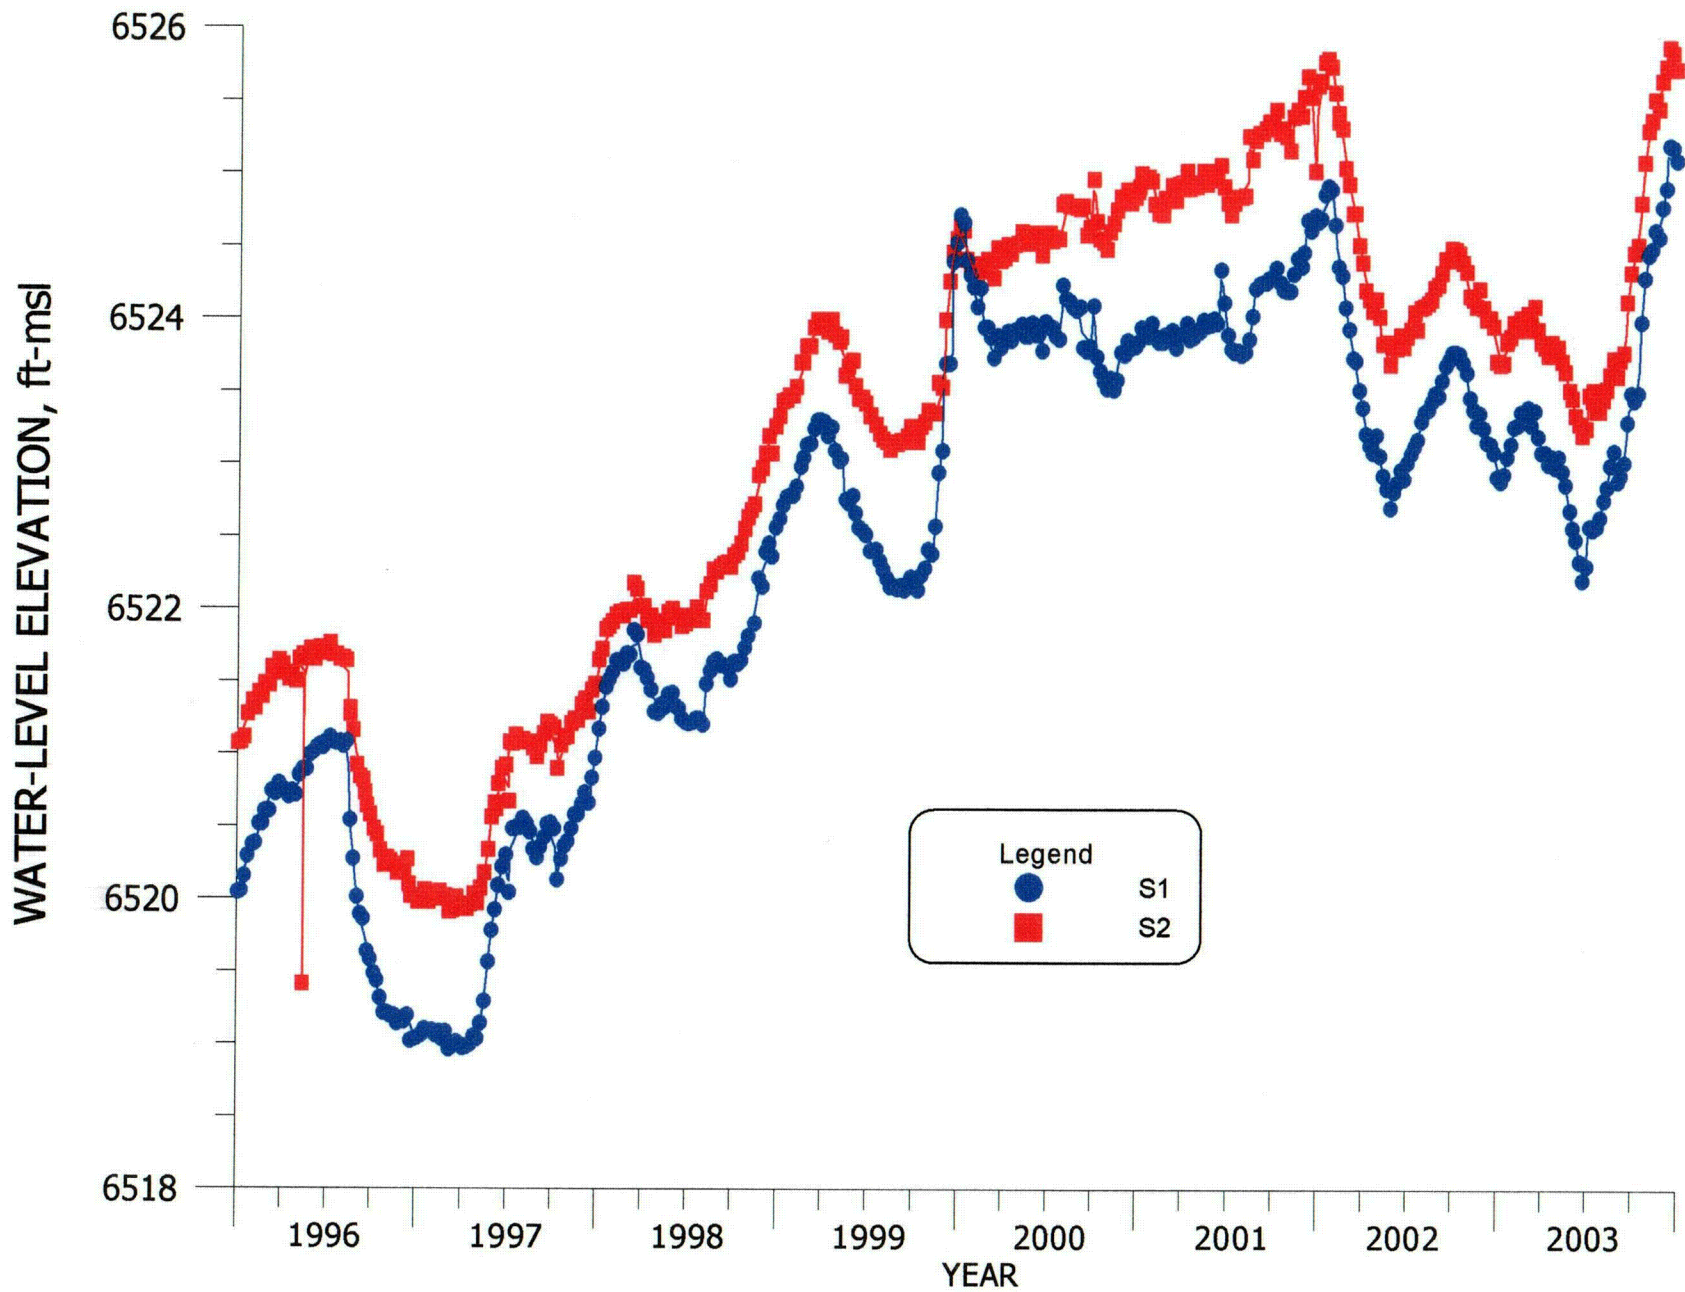 WATER-LEVEL ELEVATION, ft-msl
6526
6524
6522
6520
6518
Legend
S1
S2
1996 1997 1998 1999 2000 2001 2002 2003
YEAR